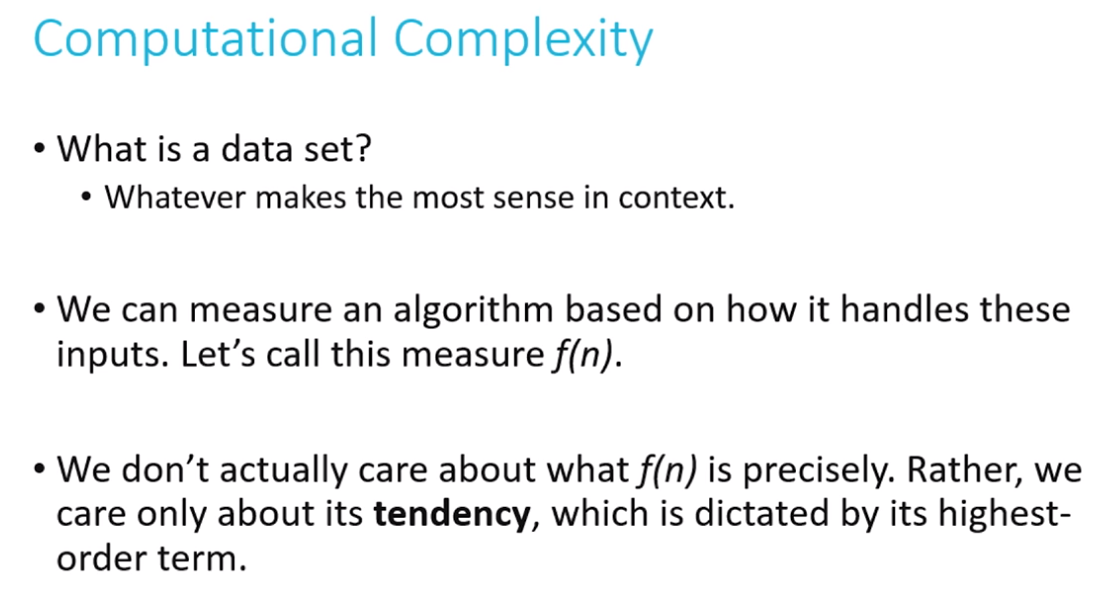 Computational Complexity
• What is a data set?
• Whatever makes the most sense in context.
• We can measure an algorithm based on how it handles these
inputs. Let’s call this measure f(n).
• We don’t actually care about what f(n) is precisely. Rather, we
care only about its tendency, which is dictated by its highest-
order term.